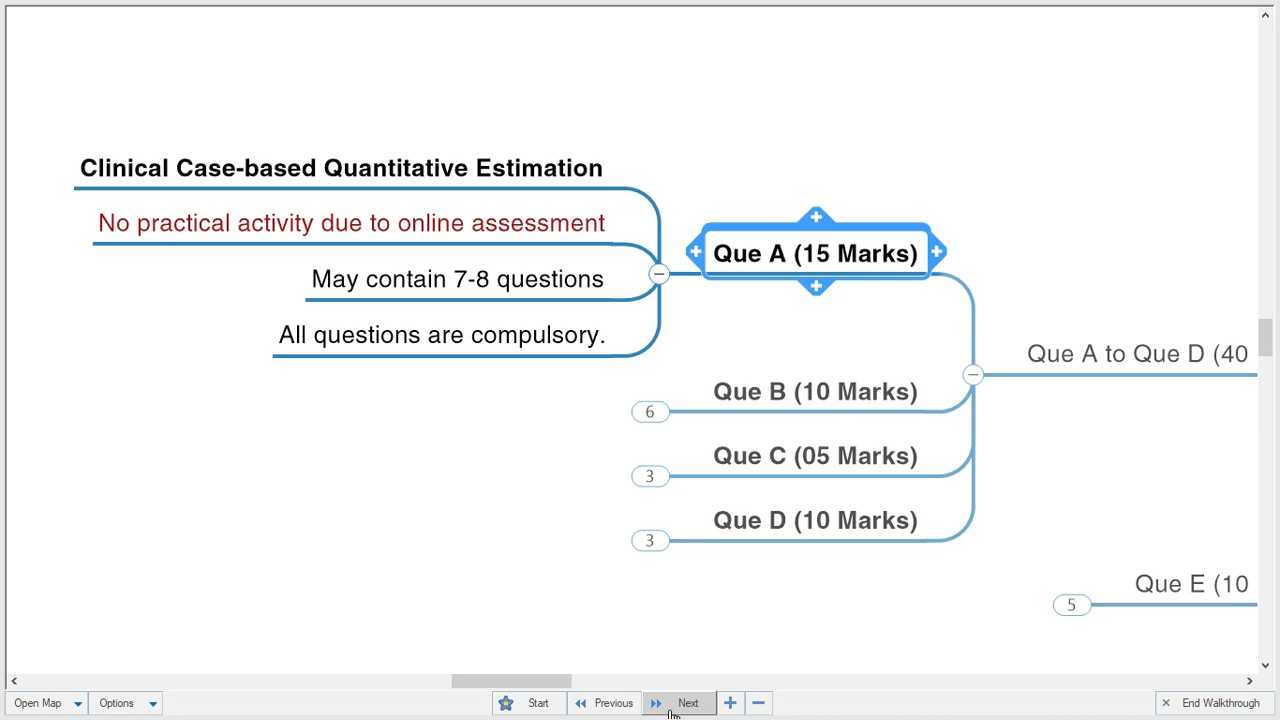 Clinical Case-based Quantitative Estimation
No practical activity due to online assessment
May contain 7-8 questions
All questions are compulsory.
Que A (15 Marks)
Que A to Que D (40
Que B (10 Marks)
6
Que C (05 Marks)
3
Que D (10 Marks)
3
Que E (10
5
Open Map
Options
Start
Previous
Next
End Walkthrough